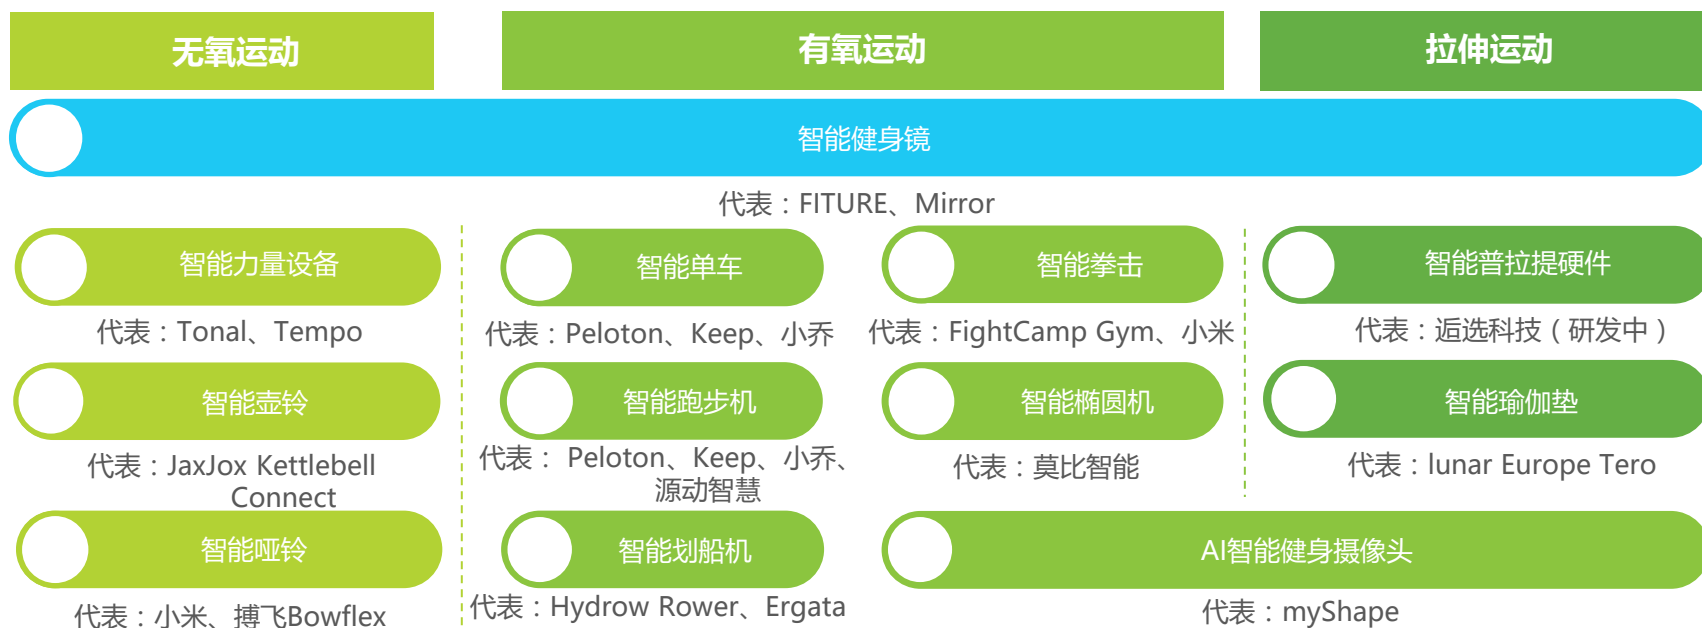 无氧运动
有氧运动
拉伸运动
智能健身镜
代表：FITURE、Mirror
智能力量设备
智能单车
智能拳击
智能普拉提硬件
代表：Tonal、Tempo
代表：Peloton、Keep、小乔
代表：FightCamp Gym、小米
代表：逅选科技（研发中）
智能壶铃
智能跑步机
智能椭圆机
智能瑜伽垫
代表：JaxJox Kettlebell
Connect
代表： Peloton、Keep、小乔、
源动智慧
代表：莫比智能
代表：lunar Europe Tero
智能哑铃
智能划船机
AI智能健身摄像头
代表：小米、搏飞Bowflex
代表：Hydrow Rower、Ergata
代表：myShape